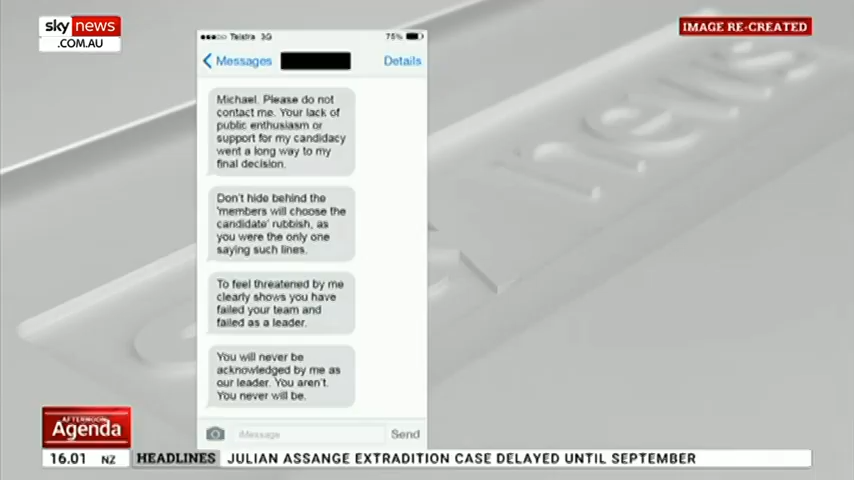 sky news
.COM.AU
IMAGE RE-CREATED
Telstra 3G
75%
Messages
Details
Michael. Please do not
contact me. Your lack of
public enthusiasm or
support for my candidacy
went a long way to my
final decision.
Don't hide behind the
'members will choose the
candidate' rubbish, as
you were the only one
saying such lines.
To feel threatened by me
clearly shows you have
failed your team and
failed as a leader.
You will never be
acknowledged by me as
our leader. You aren't.
You never will be.
iMessage
Send
AFTERNOON
Agenda
16.01 NZ HEADLINES JULIAN ASSANGE EXTRADITION CASE DELAYED UNTIL SEPTEMBER